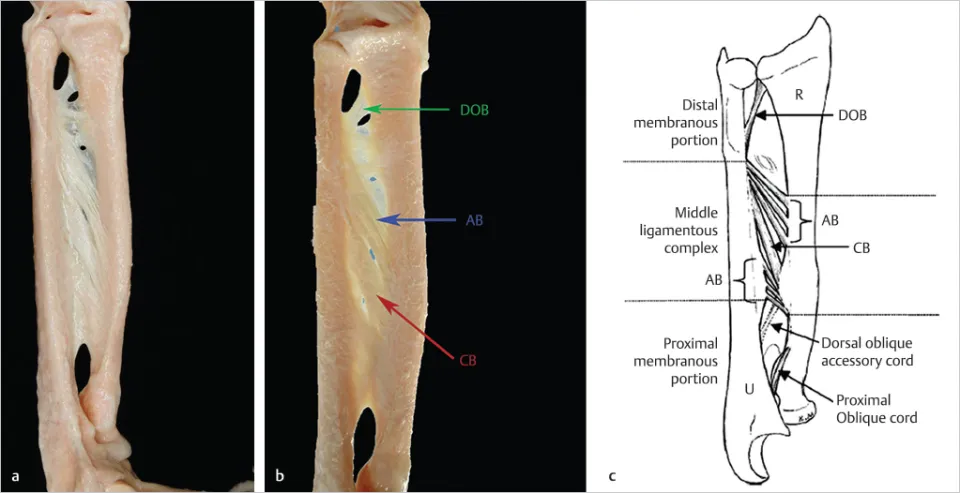 a
DOB
AB
CB
b
Distal
membranous
portion
R
DOB
Middle
ligamentous
complex
AB
CB
AB
Proximal
membranous
portion
U
Dorsal oblique
accessory cord
Proximal
Oblique cord
c